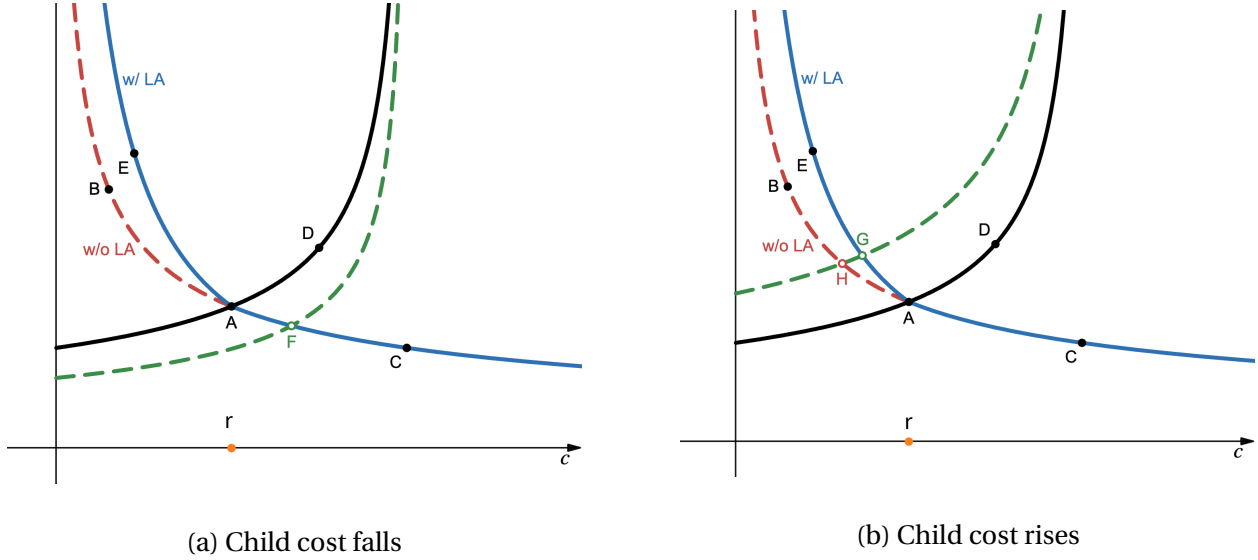 w/ LA
E
B
D
w/o LA
A
F
C
r
c
(a) Child cost falls
w/ LA
E
B
G
D
w/o LA
H
A
C
r
c
(b) Child cost rises